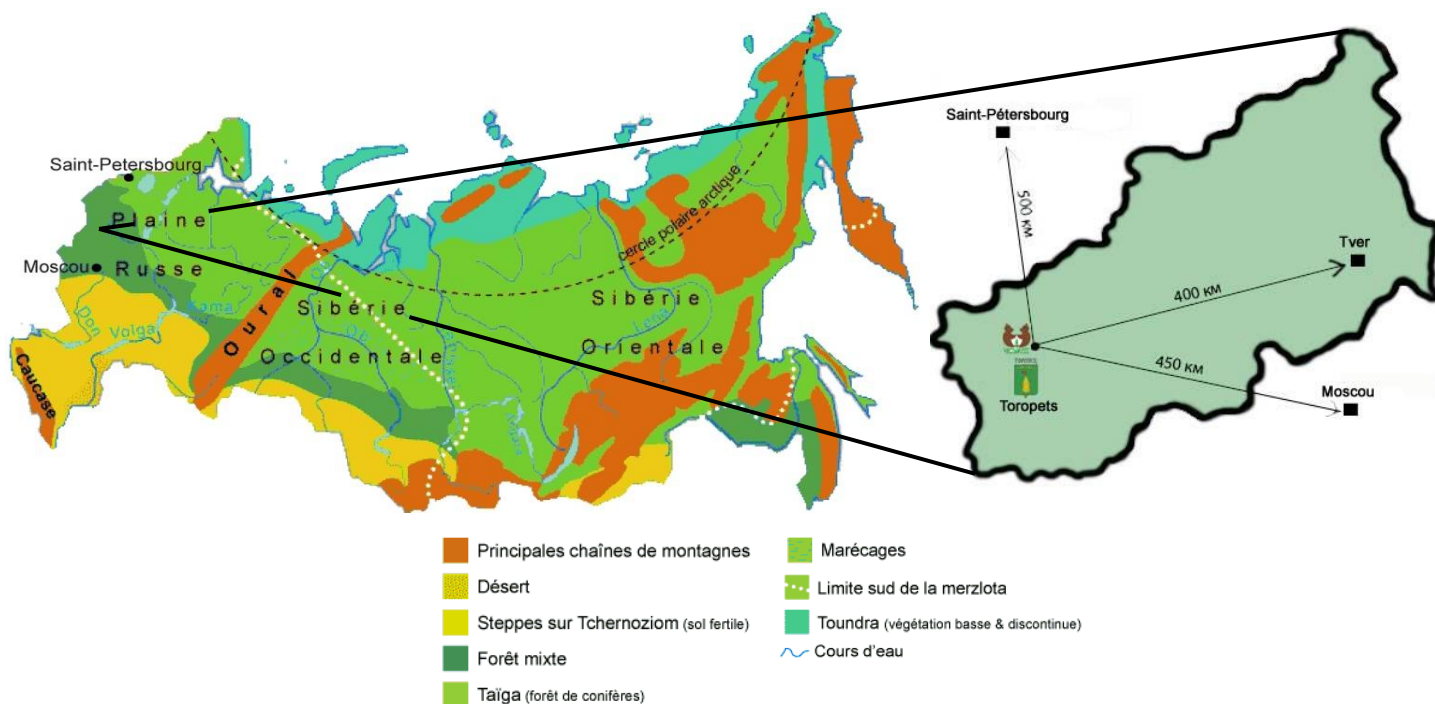 Saint-Petersbourg
Plaine
Russe
Moscou
Oural
Kama
Don
Volga
Caucase
Ob
Ob
Sibérie
Occidentale
Sibérie
Orientale
Lena
cercle polaire arctique
Saint-Pétersbourg
500 км
Tver
400 км
450 км
Moscou
Toropets
Principales chaînes de montagnes
Désert
Steppes sur Tchernoziom (sol fertile)
Forêt mixte
Taïga (forêt de conifères)
Marécages
Limite sud de la merzlota
Toundra (végétation basse & discontinue)
Cours d'eau